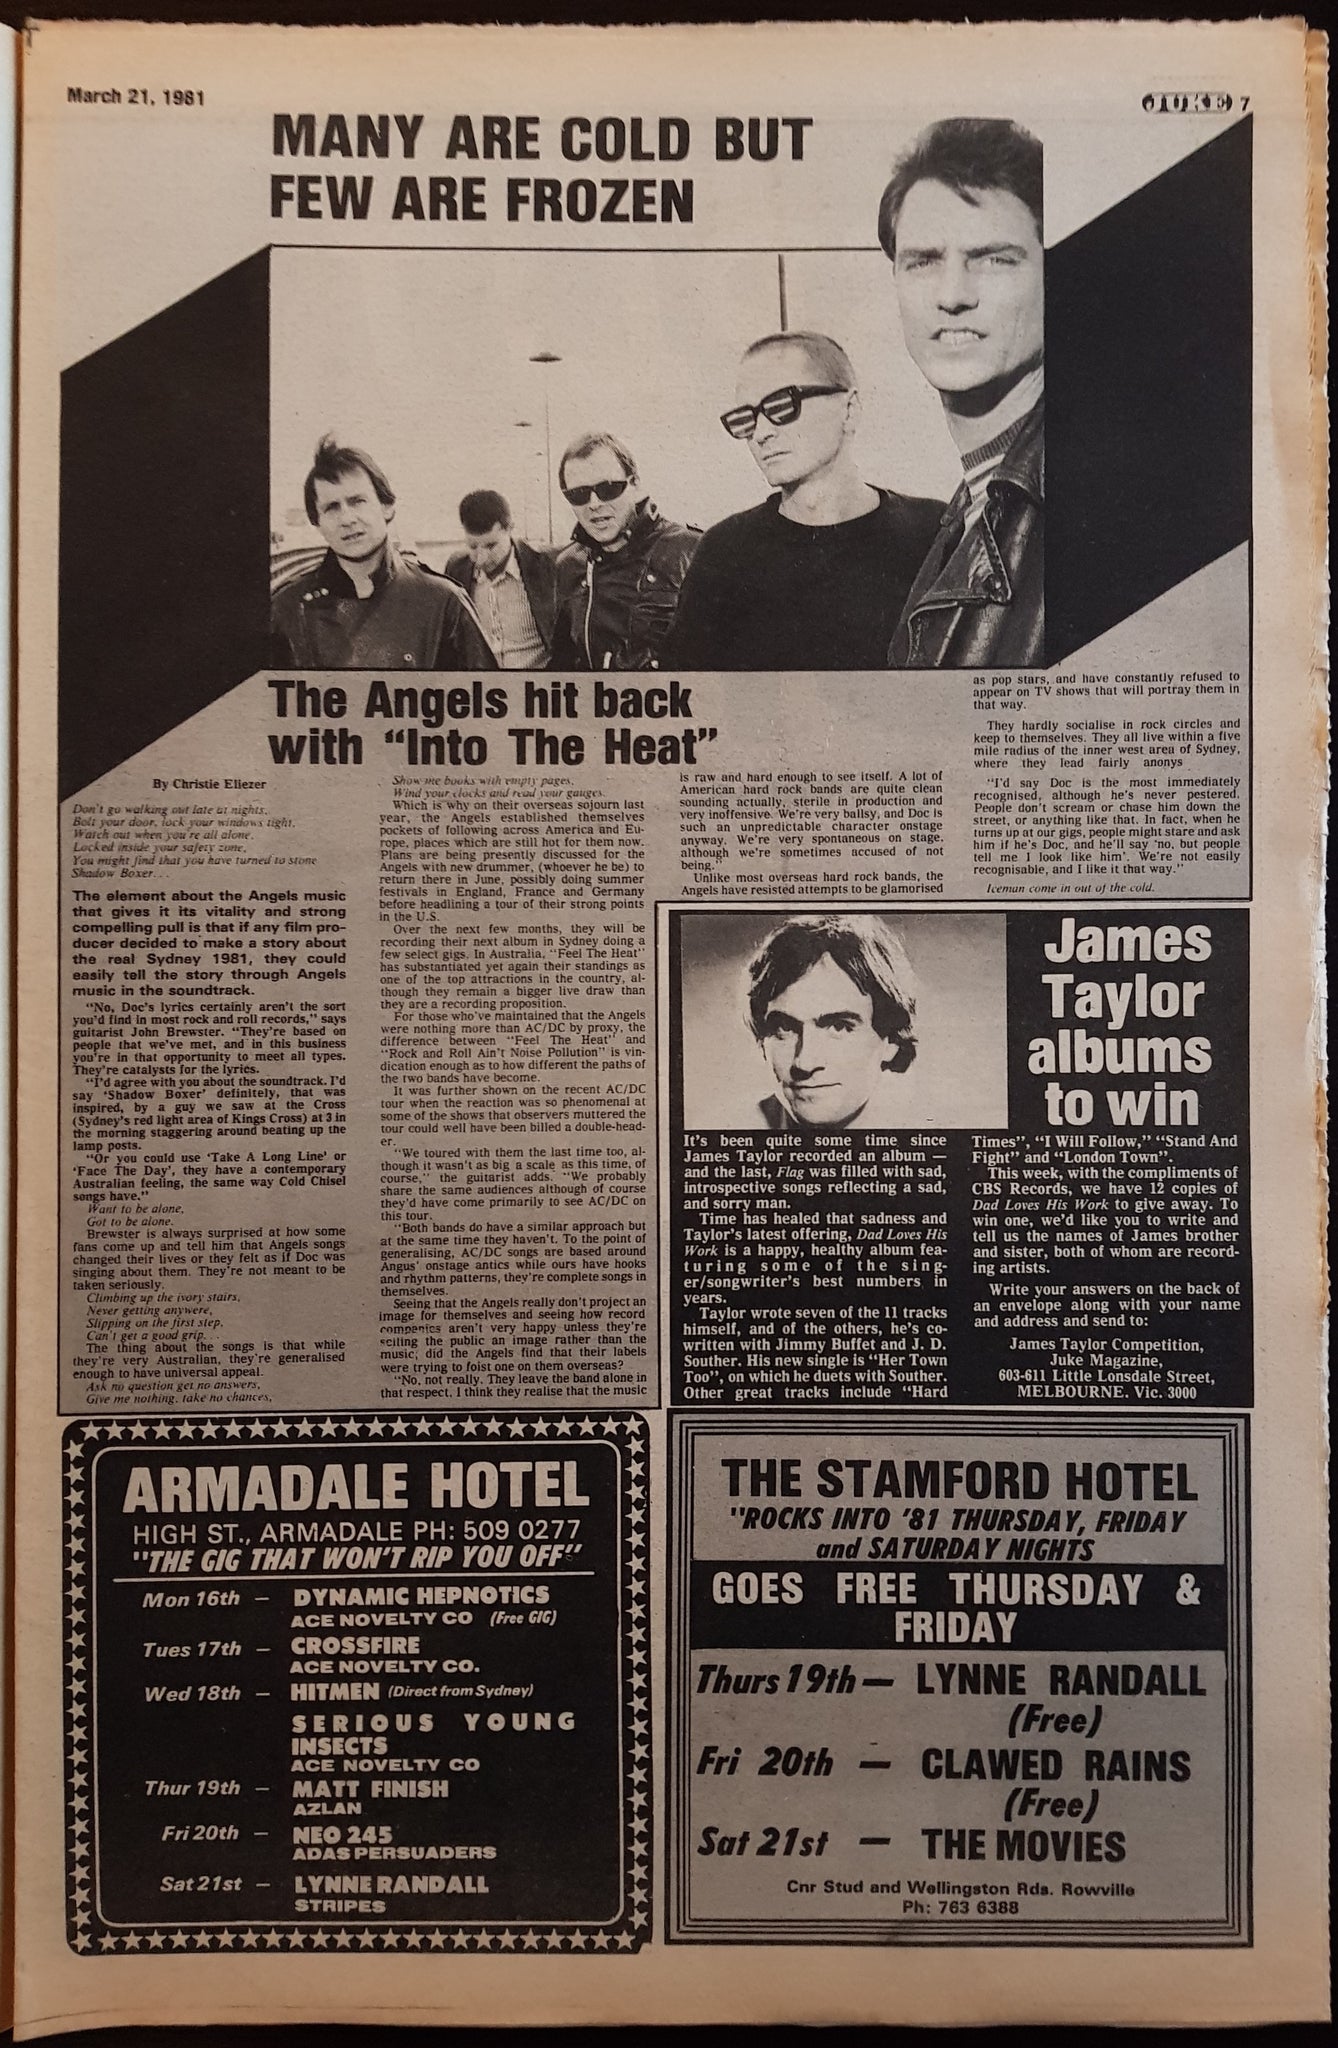 March 21, 1981
JUKE 7
MANY ARE COLD BUT
FEW ARE FROZEN
The Angels hit back
with "Into The Heat"
By Christie Eliezer
Don't go walking out late at nights,
Bolt your door, lock your windows tight,
Watch out when you're all alone,
Locked inside your safety zone,
You might find that you have turned to stone
Shadow Boxer...
The element about the Angels music
that gives it its vitality and strong
compelling pull is that if any film pro-
ducer decided to make a story about
the real Sydney 1981, they could
easily tell the story through Angels
music in the soundtrack.
"No, Doc's lyrics certainly aren't the sort
you'd find in most rock and roll records," says
guitarist John Brewster. "They're based on
people that we've met, and in this business
you're in that opportunity to meet all types.
They're catalysts for the lyrics.
"I'd agree with you about the soundtrack. I'd
say 'Shadow Boxer' definitely, that was
inspired, by a guy we saw at the Cross
(Sydney's red light area of Kings Cross) at 3 in
the morning staggering around beating up the
lamp posts.
"Or you could use 'Take A Long Line' or
'Face The Day', they have a contemporary
Australian feeling, the same way Cold Chisel
songs have."
Want to be alone,
Got to be alone.
Brewster is always surprised at how some
fans come up and tell him that Angels songs
changed their lives or they felt as if Doc was
singing about them. They're not meant to be
taken seriously.
Climbing up the ivory stairs,
Never getting anywere,
Slipping on the first step,
Can't get a good grip...
The thing about the songs is that while
they're very Australian, they're generalised
enough to have universal appeal.
Ask no question get no answers,
Give me nothing, take no chances,
Show me books with empty pages,
Wind your clocks and read your gauges.
Which is why on their overseas sojourn last
year, the Angels established themselves
pockets of following across America and Eu-
rope, places which are still hot for them now.
Plans are being presently discussed for the
Angels with new drummer, (whoever he be) to
return there in June, possibly doing summer
festivals in England, France and Germany
before headlining a tour of their strong points
in the U.S.
Over the next few months, they will be
recording their next album in Sydney doing a
few select gigs. In Australia, "Feel The Heat"
has substantiated yet again their standings as
one of the top attractions in the country, al-
though they remain a bigger live draw than
they are a recording proposition.
For those who've maintained that the Angels
were nothing more than AC/DC by proxy, the
difference between "Feel The Heat" and
"Rock and Roll Ain't Noise Pollution" is vin-
dication enough as to how different the paths of
the two bands have become.
It was further shown on the recent AC/DC
tour when the reaction was so phenomenal at
some of the shows that observers muttered the
tour could well have been billed a double-head-
er.
"We toured with them the last time too, al-
though it wasn't as big a scale as this time, of
course," the guitarist adds. "We probably
share the same audiences although of course
they'd have come primarily to see AC/DC on
this tour.
"Both bands do have a similar approach but
at the same time they haven't. To the point of
generalising, AC/DC songs are based around
Angus' onstage antics while ours have hooks
and rhythm patterns, they're complete songs in
themselves.
Seeing that the Angels really don't project an
image for themselves and seeing how record
companies aren't very happy unless they're
selling the public an image rather than the
music, did the Angels find that their labels
were trying to foist one on them overseas?
"No, not really. They leave the band alone in
that respect, I think they realise that the music
is raw and hard enough to see itself. A lot of
American hard rock bands are quite clean
sounding actually, sterile in production and
very inoffensive. We're very ballsy, and Doc is
such an unpredictable character onstage
anyway. We're very spontaneous on stage,
although we're sometimes accused of not
being."
Unlike most overseas hard rock bands, the
Angels have resisted attempts to be glamorised
as pop stars, and have constantly refused to
appear on TV shows that will portray them in
that way.
They hardly socialise in rock circles and
keep to themselves. They all live within a five
mile radius of the inner west area of Sydney,
where they lead fairly anonys
"I'd say Doc is the most immediately
recognised, although he's never pestered.
People don't scream or chase him down the
street, or anything like that. In fact, when he
turns up at our gigs, people might stare and ask
him if he's Doc, and he'll say 'no, but people
tell me I look like him'. We're not easily
recognisable, and I like it that way."
Iceman come in out of the cold.
James
Taylor
albums
to win
It's been quite some time since
James Taylor recorded an album —
and the last, Flag was filled with sad,
introspective songs reflecting a sad,
and sorry man.
Time has healed that sadness and
Taylor's latest offering, Dad Loves His
Work is a happy, healthy album fea-
turing some of the sing-
er/songwriter's best numbers in
years.
Taylor wrote seven of the 11 tracks
himself, and of the others, he's co-
written with Jimmy Buffet and J. D.
Souther. His new single is "Her Town
Too", on which he duets with Souther.
Other great tracks include "Hard
Times", "I Will Follow," "Stand And
Fight" and "London Town".
This week, with the compliments of
CBS Records, we have 12 copies of
Dad Loves His Work to give away. To
win one, we'd like you to write and
tell us the names of James brother
and sister, both of whom are record-
ing artists.
Write your answers on the back of
an envelope along with your name
and address and send to:
James Taylor Competition,
Juke Magazine,
603-611 Little Lonsdale Street,
MELBOURNE. Vic. 3000
ARMADALE HOTEL
HIGH ST., ARMADALE PH: 509 0277
"THE GIG THAT WON'T RIP YOU OFF"
Mon 16th — DYNAMIC HEPNOTICS
ACE NOVELTY CO (Free GIG)
Tues 17th — CROSSFIRE
ACE NOVELTY CO.
Wed 18th — HITMEN (Direct from Sydney)
SERIOUS YOUNG
INSECTS
ACE NOVELTY CO
Thur 19th — MATT FINISH
AZLAN
Fri 20th — NEO 245
ADAS PERSUADERS
Sat 21st — LYNNE RANDALL
STRIPES
THE STAMFORD HOTEL
"ROCKS INTO '81 THURSDAY, FRIDAY
and SATURDAY NIGHTS
GOES FREE THURSDAY &
FRIDAY
Thurs 19th — LYNNE RANDALL
(Free)
Fri 20th — CLAWED RAINS
(Free)
Sat 21st — THE MOVIES
Cnr Stud and Wellington Rds. Rowville
Ph: 763 6388